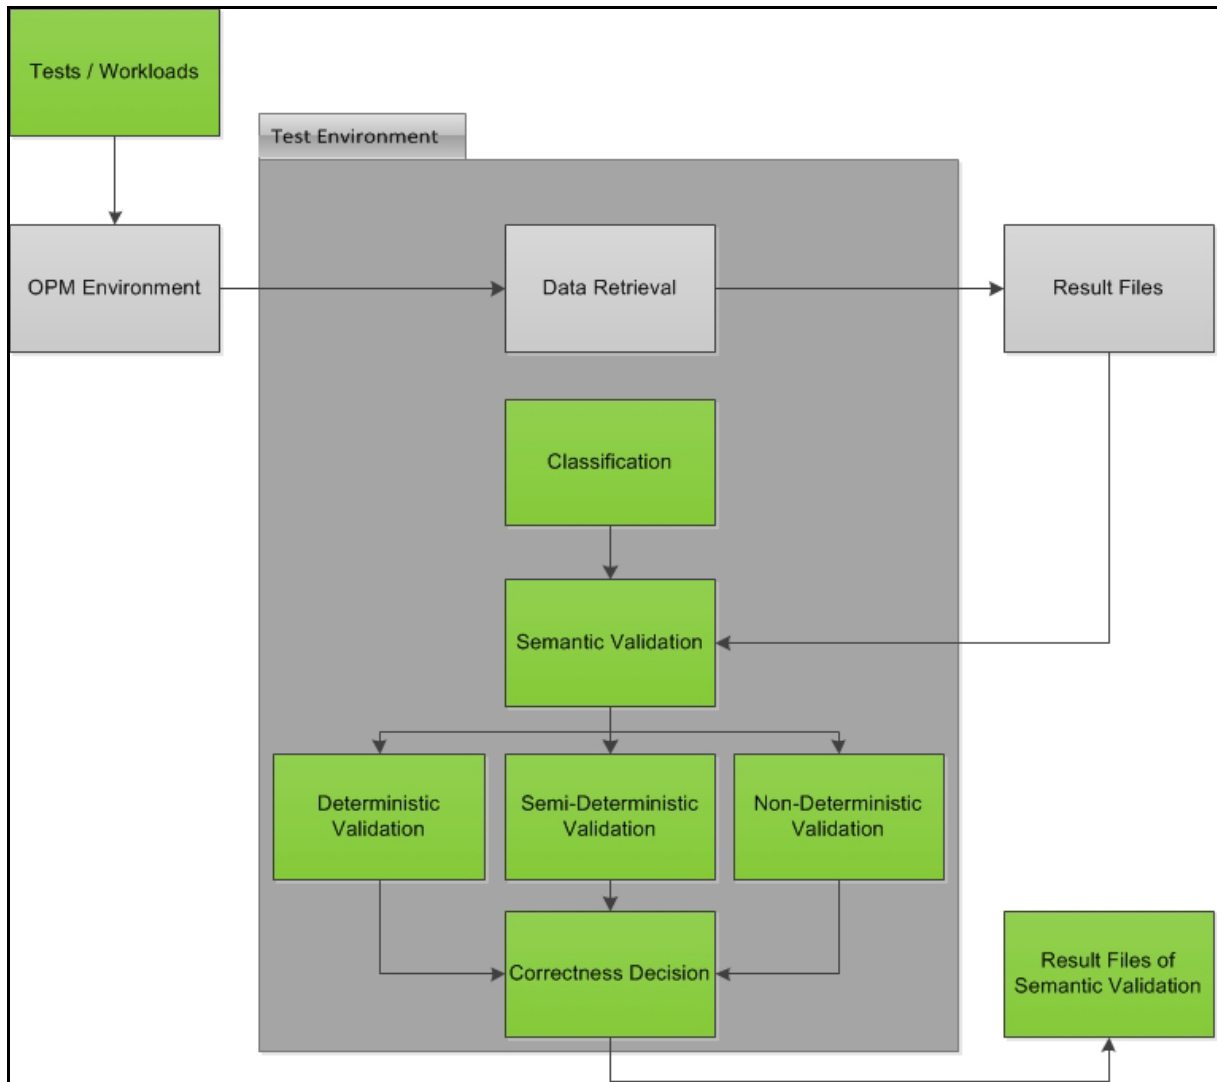 Tests / Workloads
Test Environment
OPM Environment
Data Retrieval
Result Files
Classification
Semantic Validation
Deterministic
Validation
Semi-Deterministic
Validation
Non-Deterministic
Validation
Correctness Decision
Result Files of
Semantic Validation